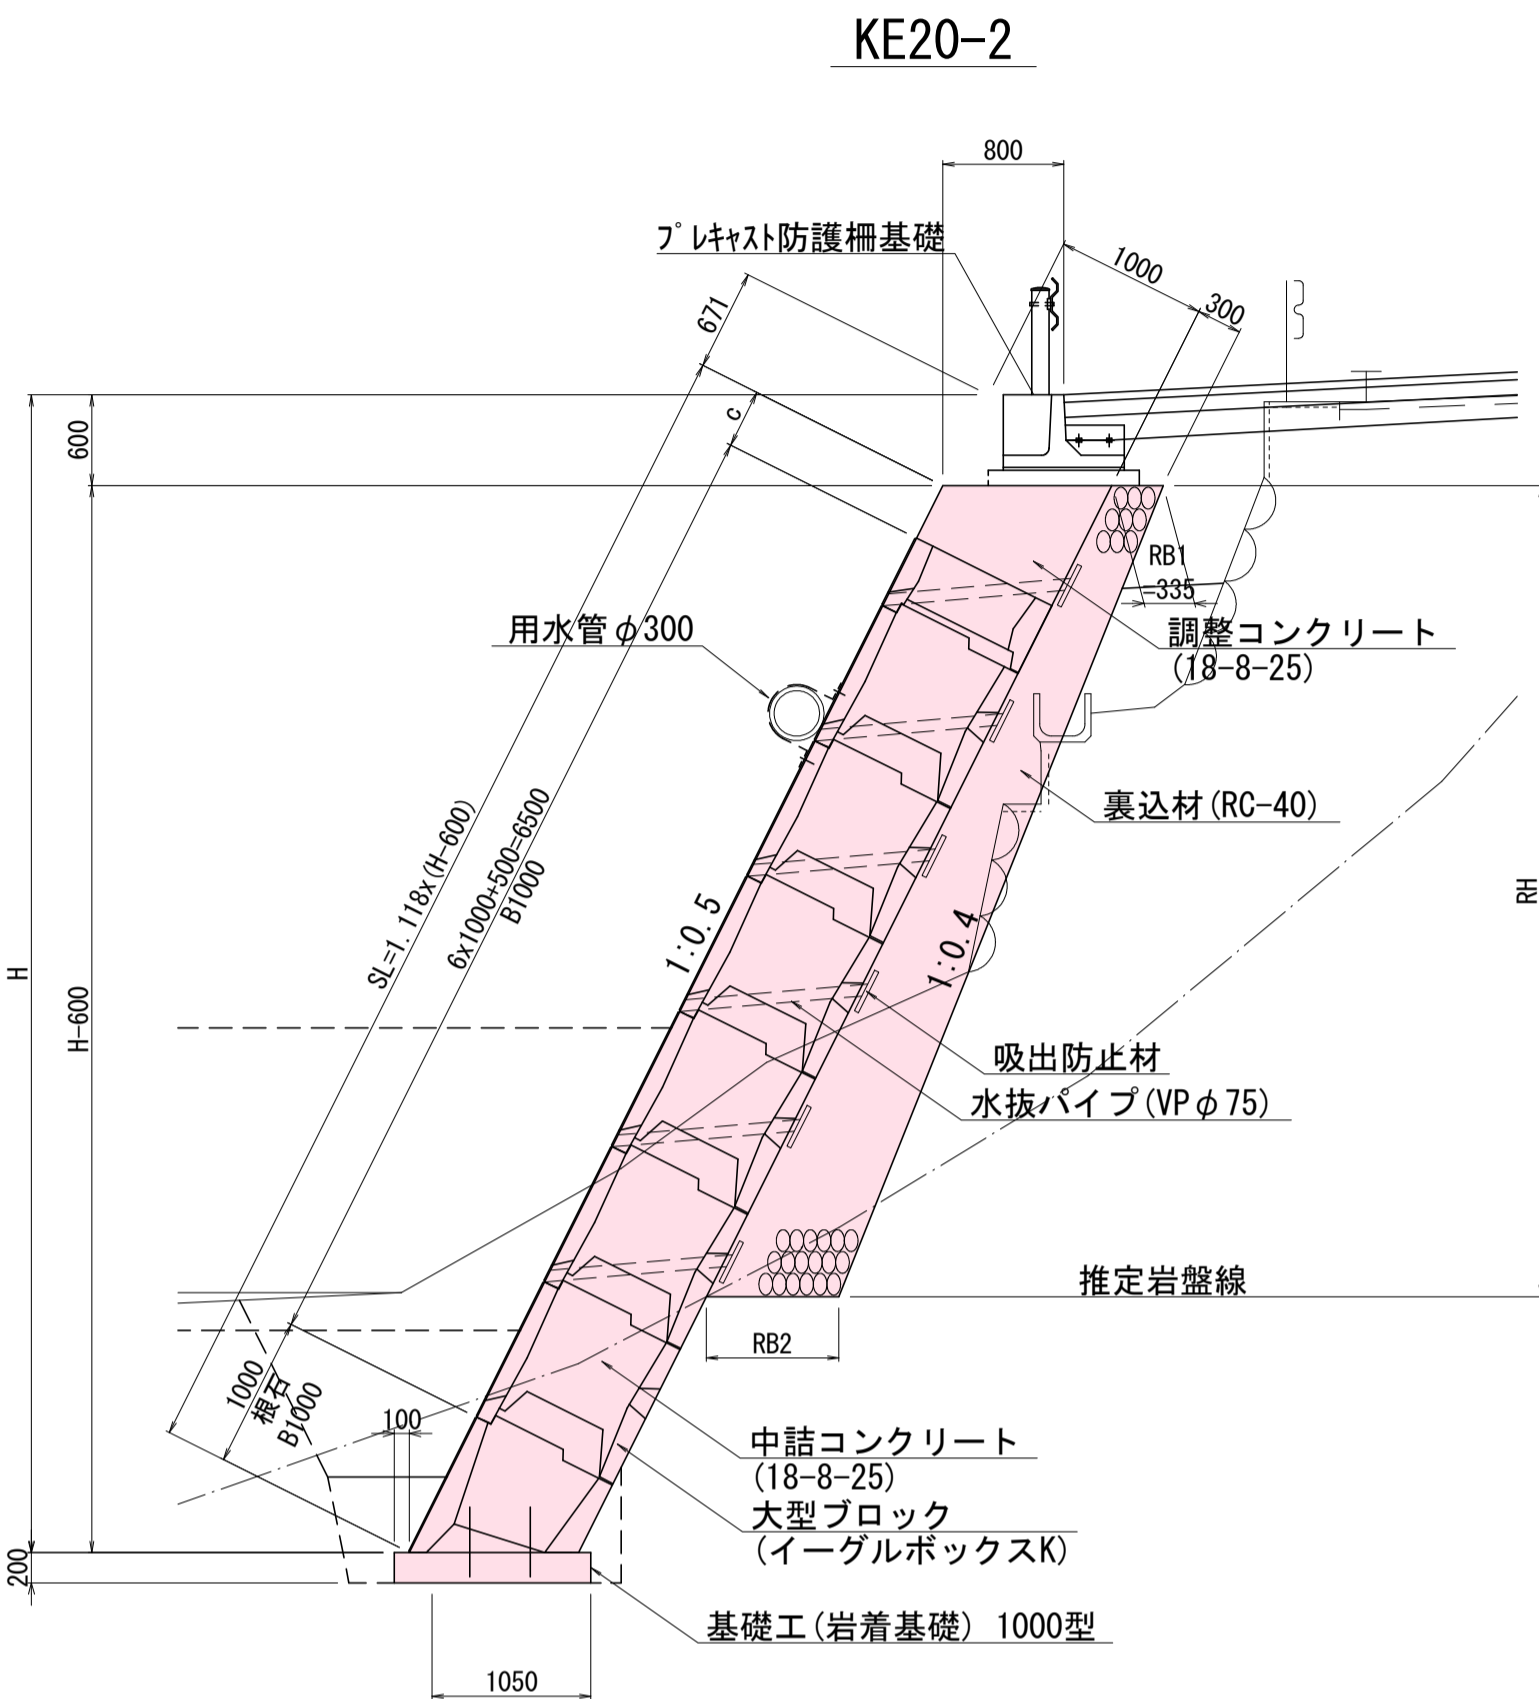 KE20-2
800
プレキャスト防護柵基礎
1000
300
671
c
600
RB1
=335
用水管φ300
調整コンクリート
(18-8-25)
裏込材(RC-40)
SL=1.118x(H-600)
6x1000+500=6500
B1000
1:0.5
1:0.4
RH
H
H-600
吸出防止材
水抜パイプ(VPφ75)
推定岩盤線
RB2
1000
根石
B1000
100
中詰コンクリート
(18-8-25)
大型ブロック
(イーグルボックスK)
200
基礎工(岩着基礎) 1000型
1050